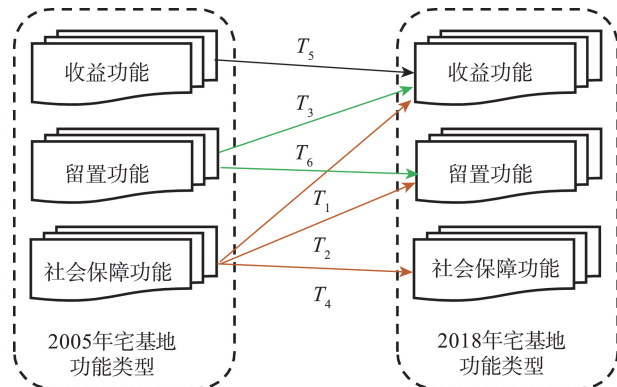 收益功能
留置功能
社会保障功能
2005年宅基地
功能类型
T₅
T₃
T₆
T₁
T₂
T₄
收益功能
留置功能
社会保障功能
2018年宅基地
功能类型